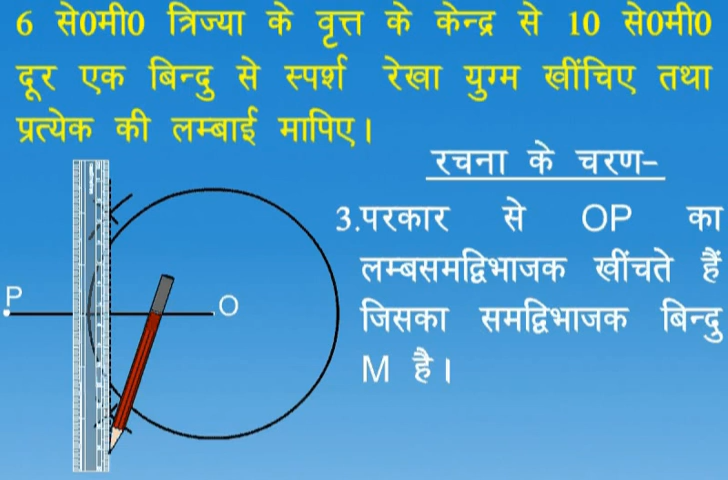 6 से0मी0 त्रिज्या के वृत्त के केन्द्र से 10 से0मी0
दूर एक बिन्दु से स्पर्श रेखा युग्म खींचिए तथा
प्रत्येक की लम्बाई मापिए।
रचना के चरण-
3.परकार से OP का
लम्बसमद्विभाजक खींचते हैं
जिसका समद्विभाजक बिन्दु
M है।
P
O